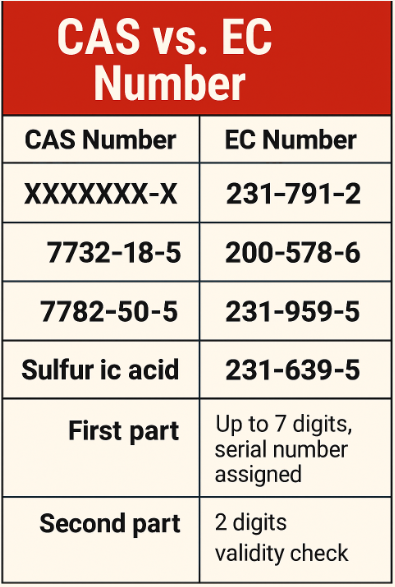 CAS vs. EC
Number
CAS Number EC Number
XXXXXXX-X 231-791-2
7732-18-5 200-578-6
7782-50-5 231-959-5
Sulfur ic acid 231-639-5
First part Up to 7 digits,
serial number
assigned
Second part 2 digits
validity check